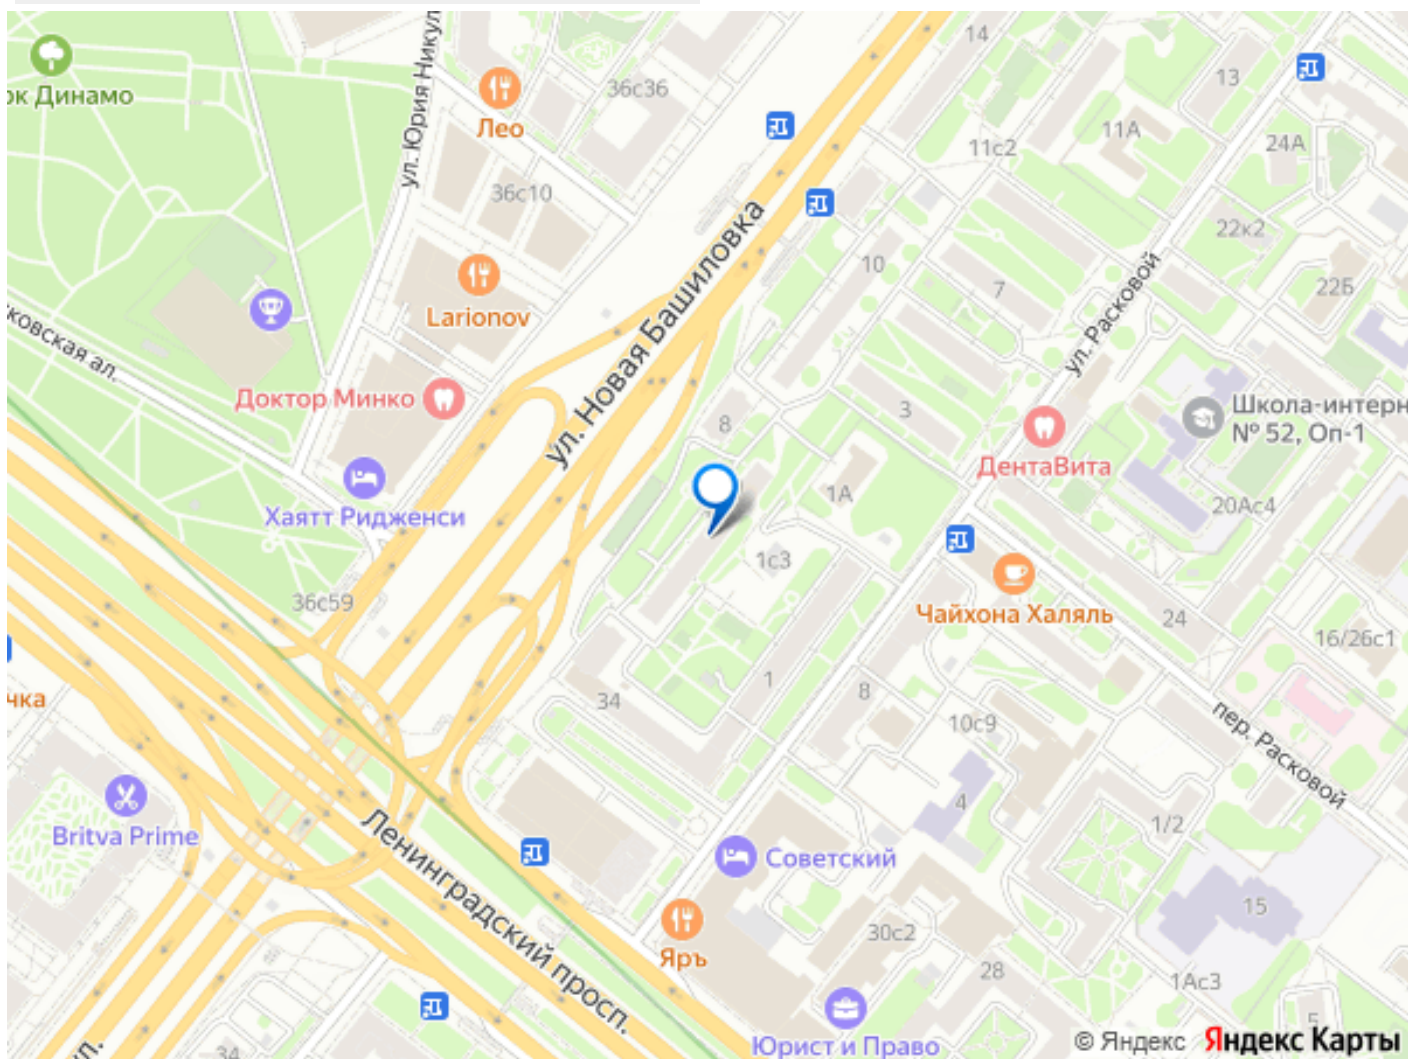 14
13
36с36
ок Динамо
Лео
ул. Юрия Никул
11А
24А
11с2
36с10
22к2
10
7
22Б
Larionov
ул. Новая Башиловка
ул. Расковой
ковская ал.
Доктор Минко
8
3
Школа-интерн
№ 52, Оп-1
ДентаВита
1А
20Ас4
Хаятт Ридженси
1с3
36с59
Чайхона Халяль
24
16/26с1
чка
34
1
8
10с9
пер. Расковой
4
1/2
Britva Prime
Ленинградский просп.
Советский
15
30с2
Яръ
28
1Ас3
5
Юрист и Право
34
ул.
© Яндекс Яндекс Карты